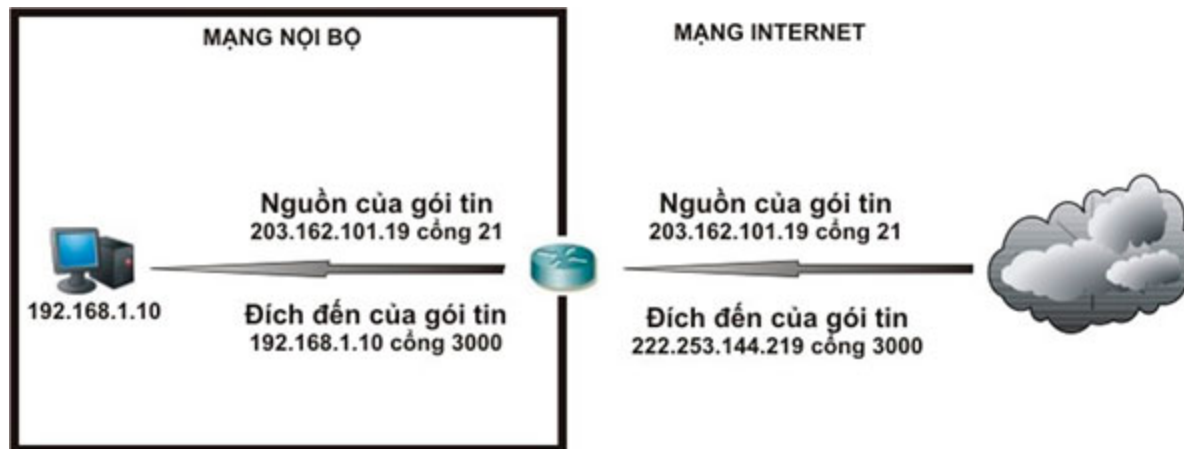 MẠNG NỘI BỘ
MẠNG INTERNET
Nguồn của gói tin
203.162.101.19 cổng 21
Nguồn của gói tin
203.162.101.19 cổng 21
192.168.1.10
Đích đến của gói tin
192.168.1.10 cổng 3000
Đích đến của gói tin
222.253.144.219 cổng 3000